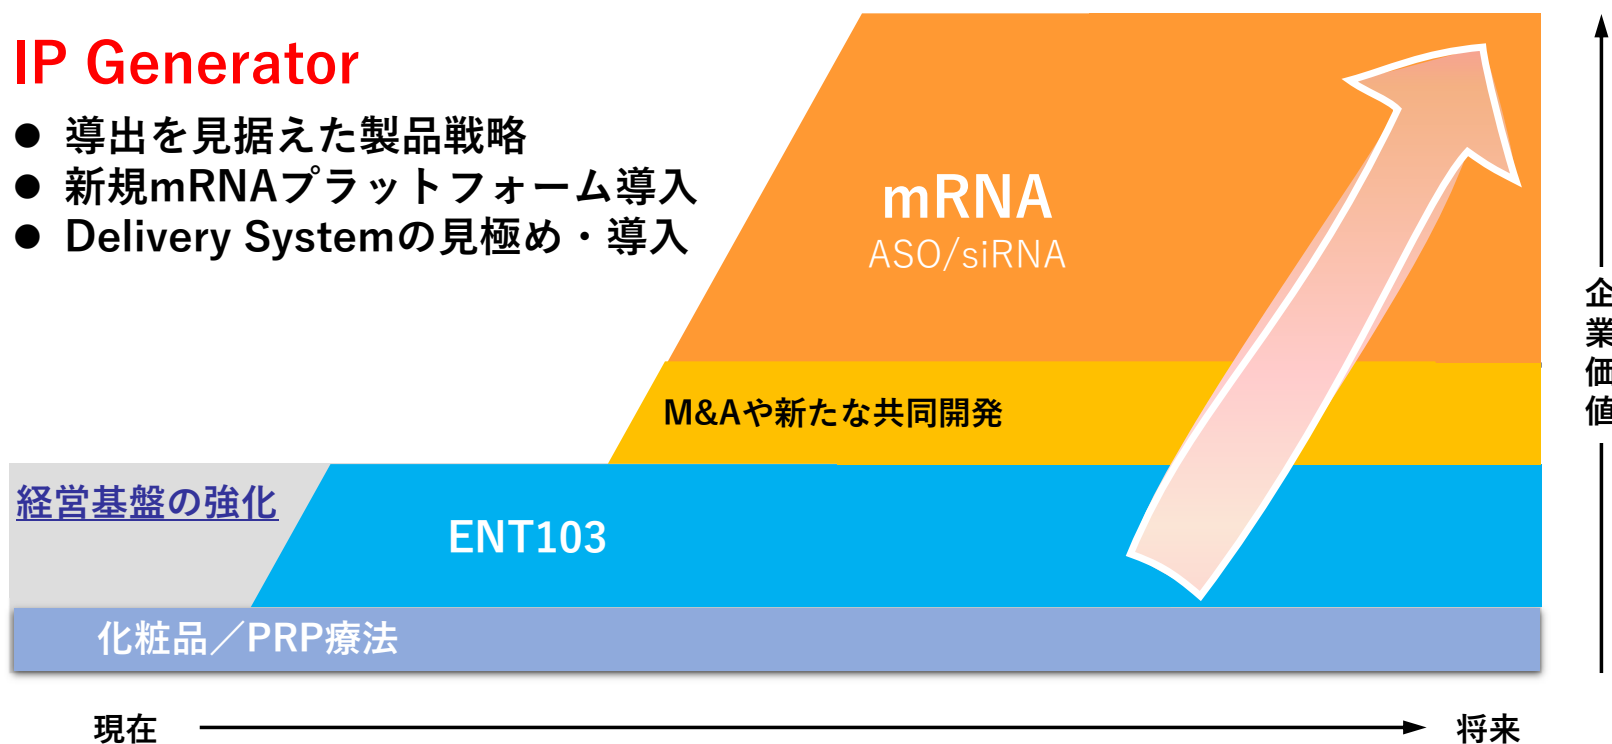 IP Generator
● 導出を見据えた製品戦略
● 新規mRNAプラットフォーム導入
● Delivery Systemの見極め・導入
mRNA
ASO/siRNA
M&Aや新たな共同開発
経営基盤の強化
ENT103
化粧品／PRP療法
現在
将来
企業価値